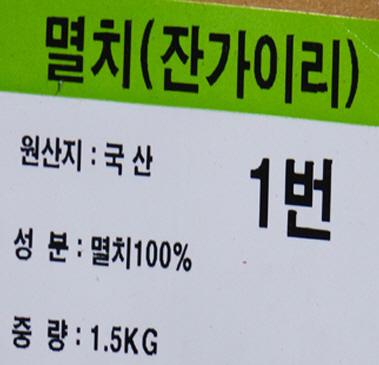 멸치(잔가이리)
원산지 : 국 산
1번
성 분 : 멸치100%
중 량 : 1.5KG